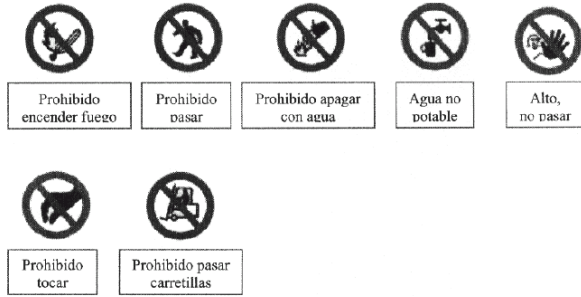 Prohibido
encender fuego
Prohibido
pasar
Prohibido apagar
con agua
Agua no
potable
Alto,
no pasar
Prohibido
tocar
Prohibido pasar
carretillas